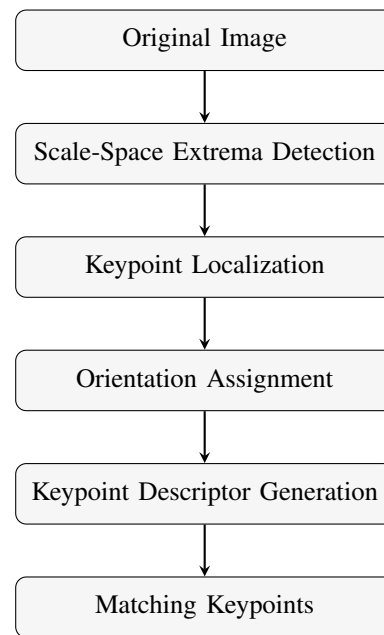 Original Image
Scale-Space Extrema Detection
Keypoint Localization
Orientation Assignment
Keypoint Descriptor Generation
Matching Keypoints